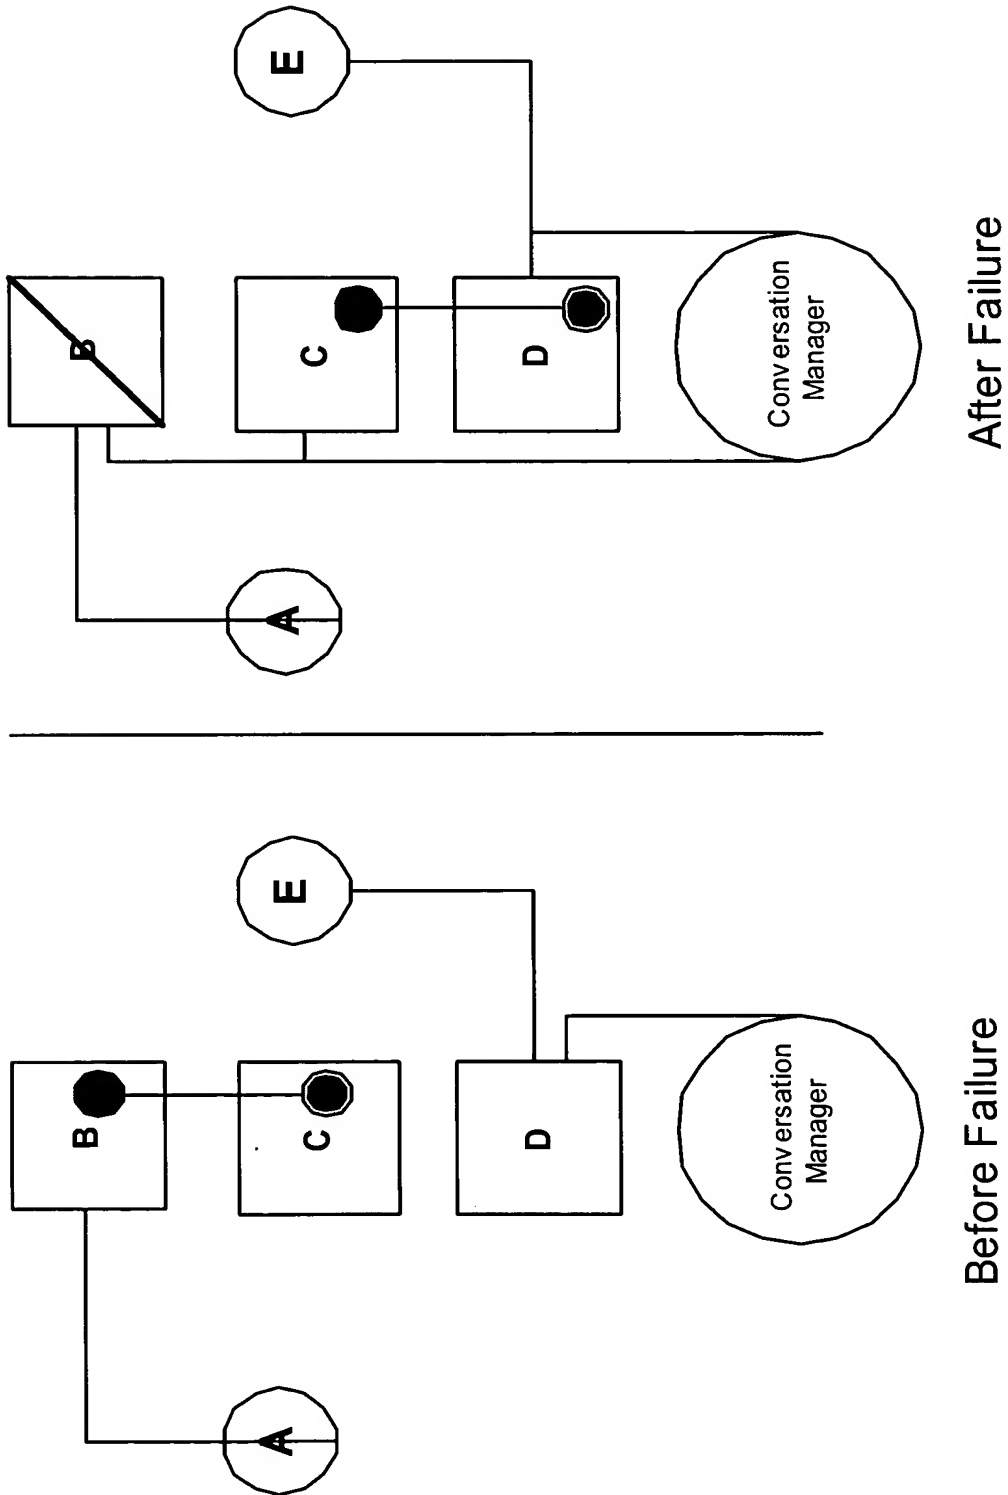 A
B
C
D
E
Conversation
Manager
Before Failure
A
B
C
D
E
Conversation
Manager
After Failure